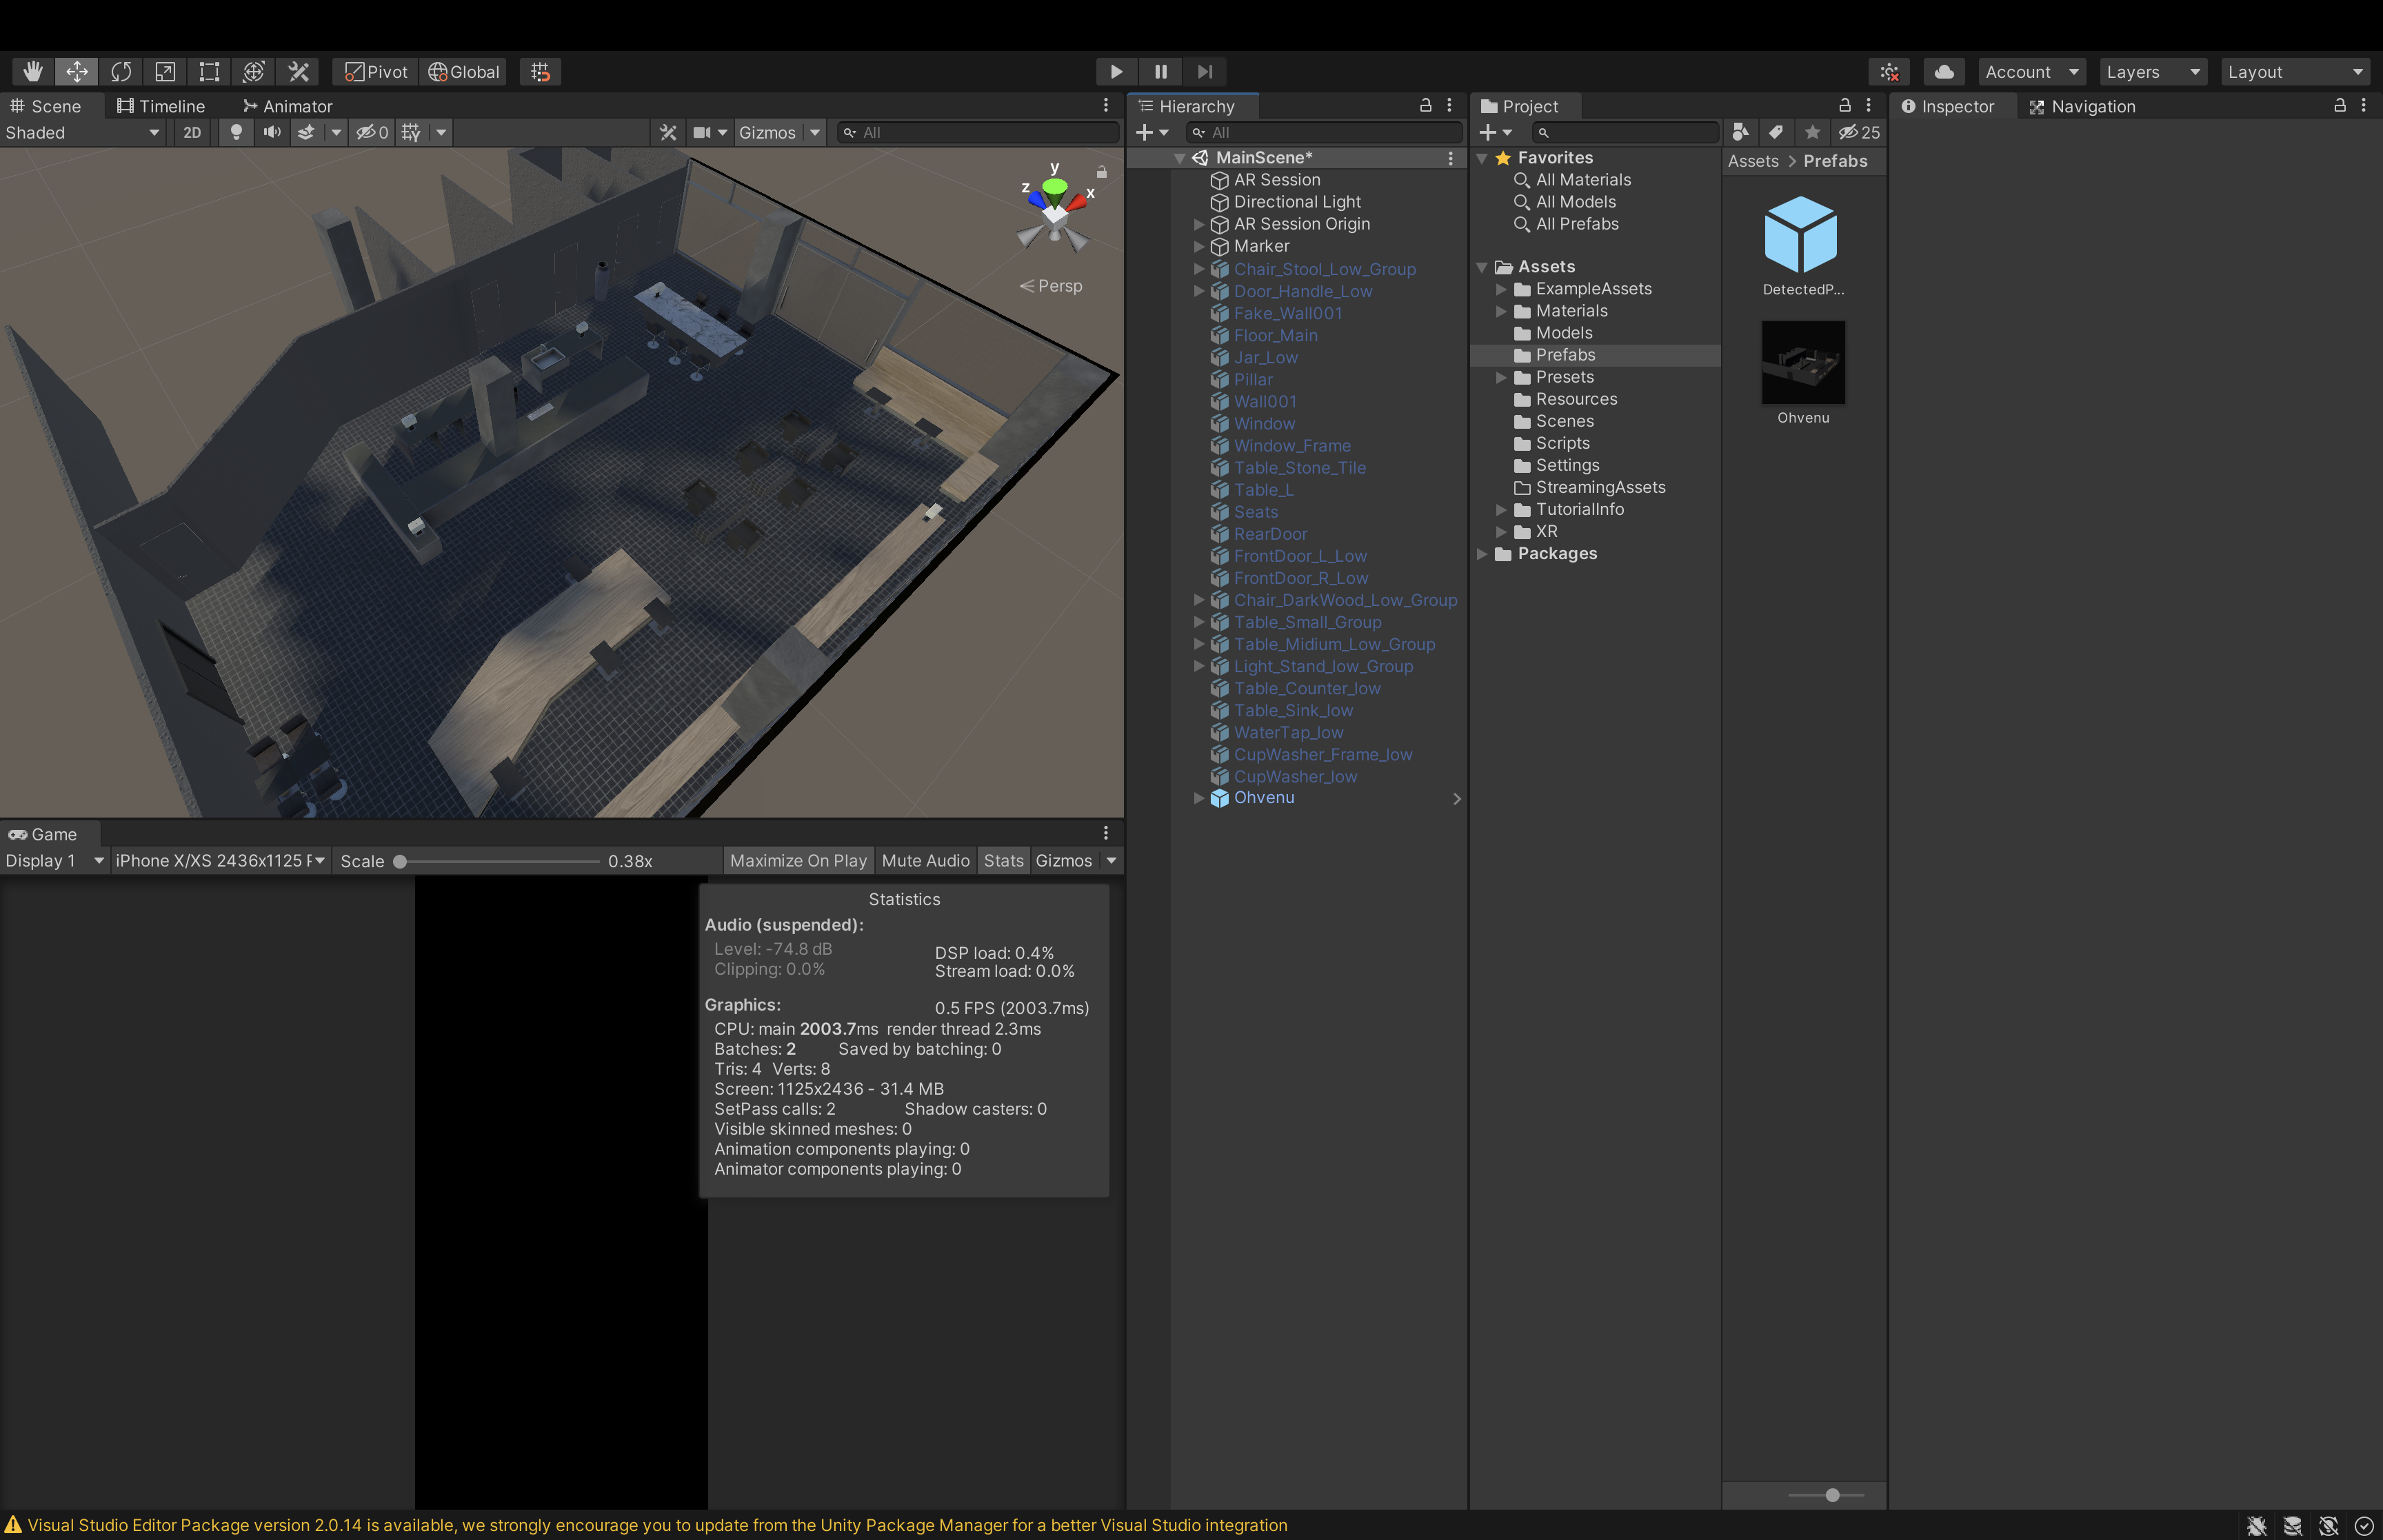 Pivot Global Account Layers Layout
Scene Timeline Animator
Shaded 2D 0 Gizmos All
y
z x
Persp
Game
Display 1 iPhone X/XS 2436x1125 Scale 0.38x Maximize On Play Mute Audio Stats Gizmos
Statistics
Audio (suspended):
Level: -74.8 dB DSP load: 0.4%
Clipping: 0.0% Stream load: 0.0%
Graphics: 0.5 FPS (2003.7ms)
CPU: main 2003.7ms render thread 2.3ms
Batches: 2 Saved by batching: 0
Tris: 4 Verts: 8
Screen: 1125x2436 - 31.4 MB
SetPass calls: 2 Shadow casters: 0
Visible skinned meshes: 0
Animation components playing: 0
Animator components playing: 0
Hierarchy
All
MainScene*
AR Session
Directional Light
AR Session Origin
Marker
Chair_Stool_Low_Group
Door_Handle_Low
Fake_Wall001
Floor_Main
Jar_Low
Pillar
Wall001
Window
Window_Frame
Table_Stone_Tile
Table_L
Seats
RearDoor
FrontDoor_L_Low
FrontDoor_R_Low
Chair_DarkWood_Low_Group
Table_Small_Group
Table_Midium_Low_Group
Light_Stand_low_Group
Table_Counter_low
Table_Sink_low
WaterTap_low
CupWasher_Frame_low
CupWasher_low
Ohvenu
Project
25
Favorites
All Materials
All Models
All Prefabs
Assets
ExampleAssets
Materials
Models
Prefabs
Presets
Resources
Scenes
Scripts
Settings
StreamingAssets
TutorialInfo
XR
Packages
Assets > Prefabs
DetectedP...
Ohvenu
Inspector Navigation
Visual Studio Editor Package version 2.0.14 is available, we strongly encourage you to update from the Unity Package Manager for a better Visual Studio integration